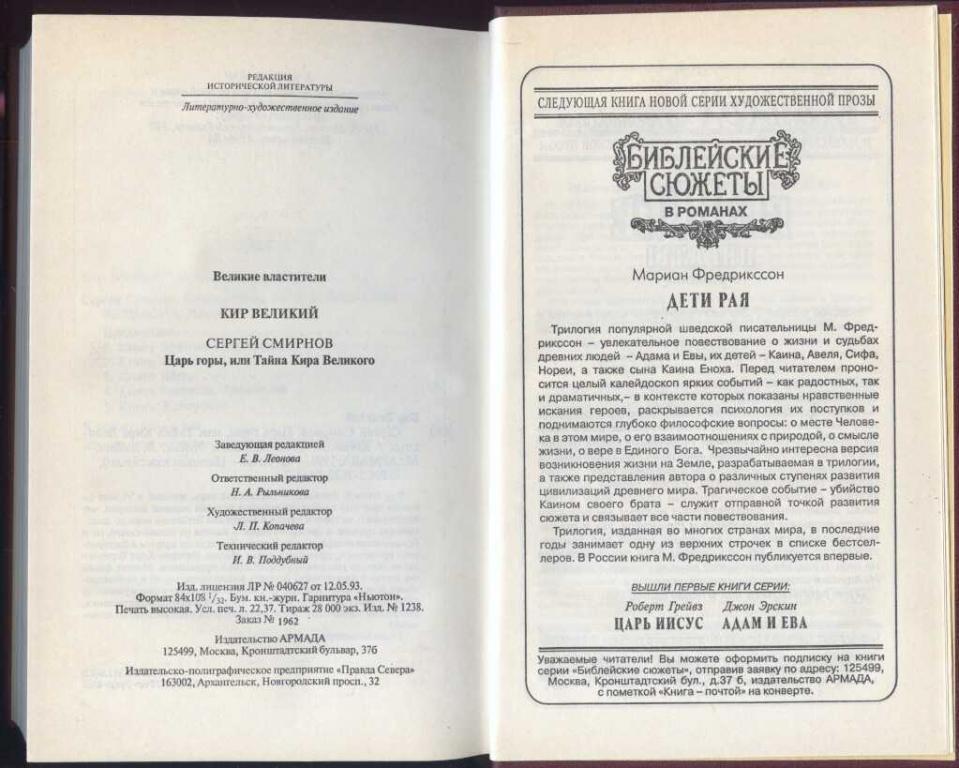 РЕДАКЦИЯ
ИСТОРИЧЕСКОЙ ЛИТЕРАТУРЫ
Литературно-художественное издание
Великие властители
КИР ВЕЛИКИЙ
СЕРГЕЙ СМИРНОВ
Царь горы, или Тайна Кира Великого
Заведующая редакцией
Е. В. Леонова
Ответственный редактор
Н. А. Рыльникова
Художественный редактор
Л. П. Копачева
Технический редактор
И. В. Поддубный
Изд. лицензия ЛР № 040627 от 12.05.93.
Формат 84х108 1/32. Бум. кн.-журн. Гарнитура «Ньютон».
Печать высокая. Усл. печ. л. 22,37. Тираж 28 000 экз. Изд. № 1238.
Заказ № 1962
Издательство АРМАДА
125499, Москва, Кронштадтский бульвар, 37б
Издательско-полиграфическое предприятие «Правда Севера»
163002, Архангельск, Новгородский просп., 32
СЛЕДУЮЩАЯ КНИГА НОВОЙ СЕРИИ ХУДОЖЕСТВЕННОЙ ПРОЗЫ
БИБЛЕЙСКИЕ
СЮЖЕТЫ
В РОМАНАХ
Мариан Фредрикссон
ДЕТИ РАЯ
Трилогия популярной шведской писательницы М. Фред-
рикссон – увлекательное повествование о жизни и судьбах
древних людей – Адама и Евы, их детей – Каина, Авеля, Сифа,
Нореи, а также сына Каина Еноха. Перед читателем проно-
сится целый калейдоскоп ярких событий – как радостных, так
и драматичных,– в контексте которых показаны нравственные
искания героев, раскрывается психология их поступков и
поднимаются глубоко философские вопросы: о месте Челове-
ка в этом мире, о его взаимоотношениях с природой, о смысле
жизни, о вере в Единого Бога. Чрезвычайно интересна версия
возникновения жизни на Земле, разрабатываемая в трилогии,
а также представления автора о различных ступенях развития
цивилизаций древнего мира. Трагическое событие – убийство
Каином своего брата – служит отправной точкой развития
сюжета и связывает все части повествования.
Трилогия, изданная во многих странах мира, в последние
годы занимает одну из верхних строчек в списке бестсел-
леров. В России книга М. Фредрикссон публикуется впервые.
ВЫШЛИ ПЕРВЫЕ КНИГИ СЕРИИ:
Роберт Грейвз Джон Эрскин
ЦАРЬ ИИСУС АДАМ И ЕВА
Уважаемые читатели! Вы можете оформить подписку на книги
серии «Библейские сюжеты», отправив заявку по адресу: 125499,
Москва, Кронштадтский бул., д.37 б, издательство АРМАДА,
с пометкой «Книга – почтой» на конверте.